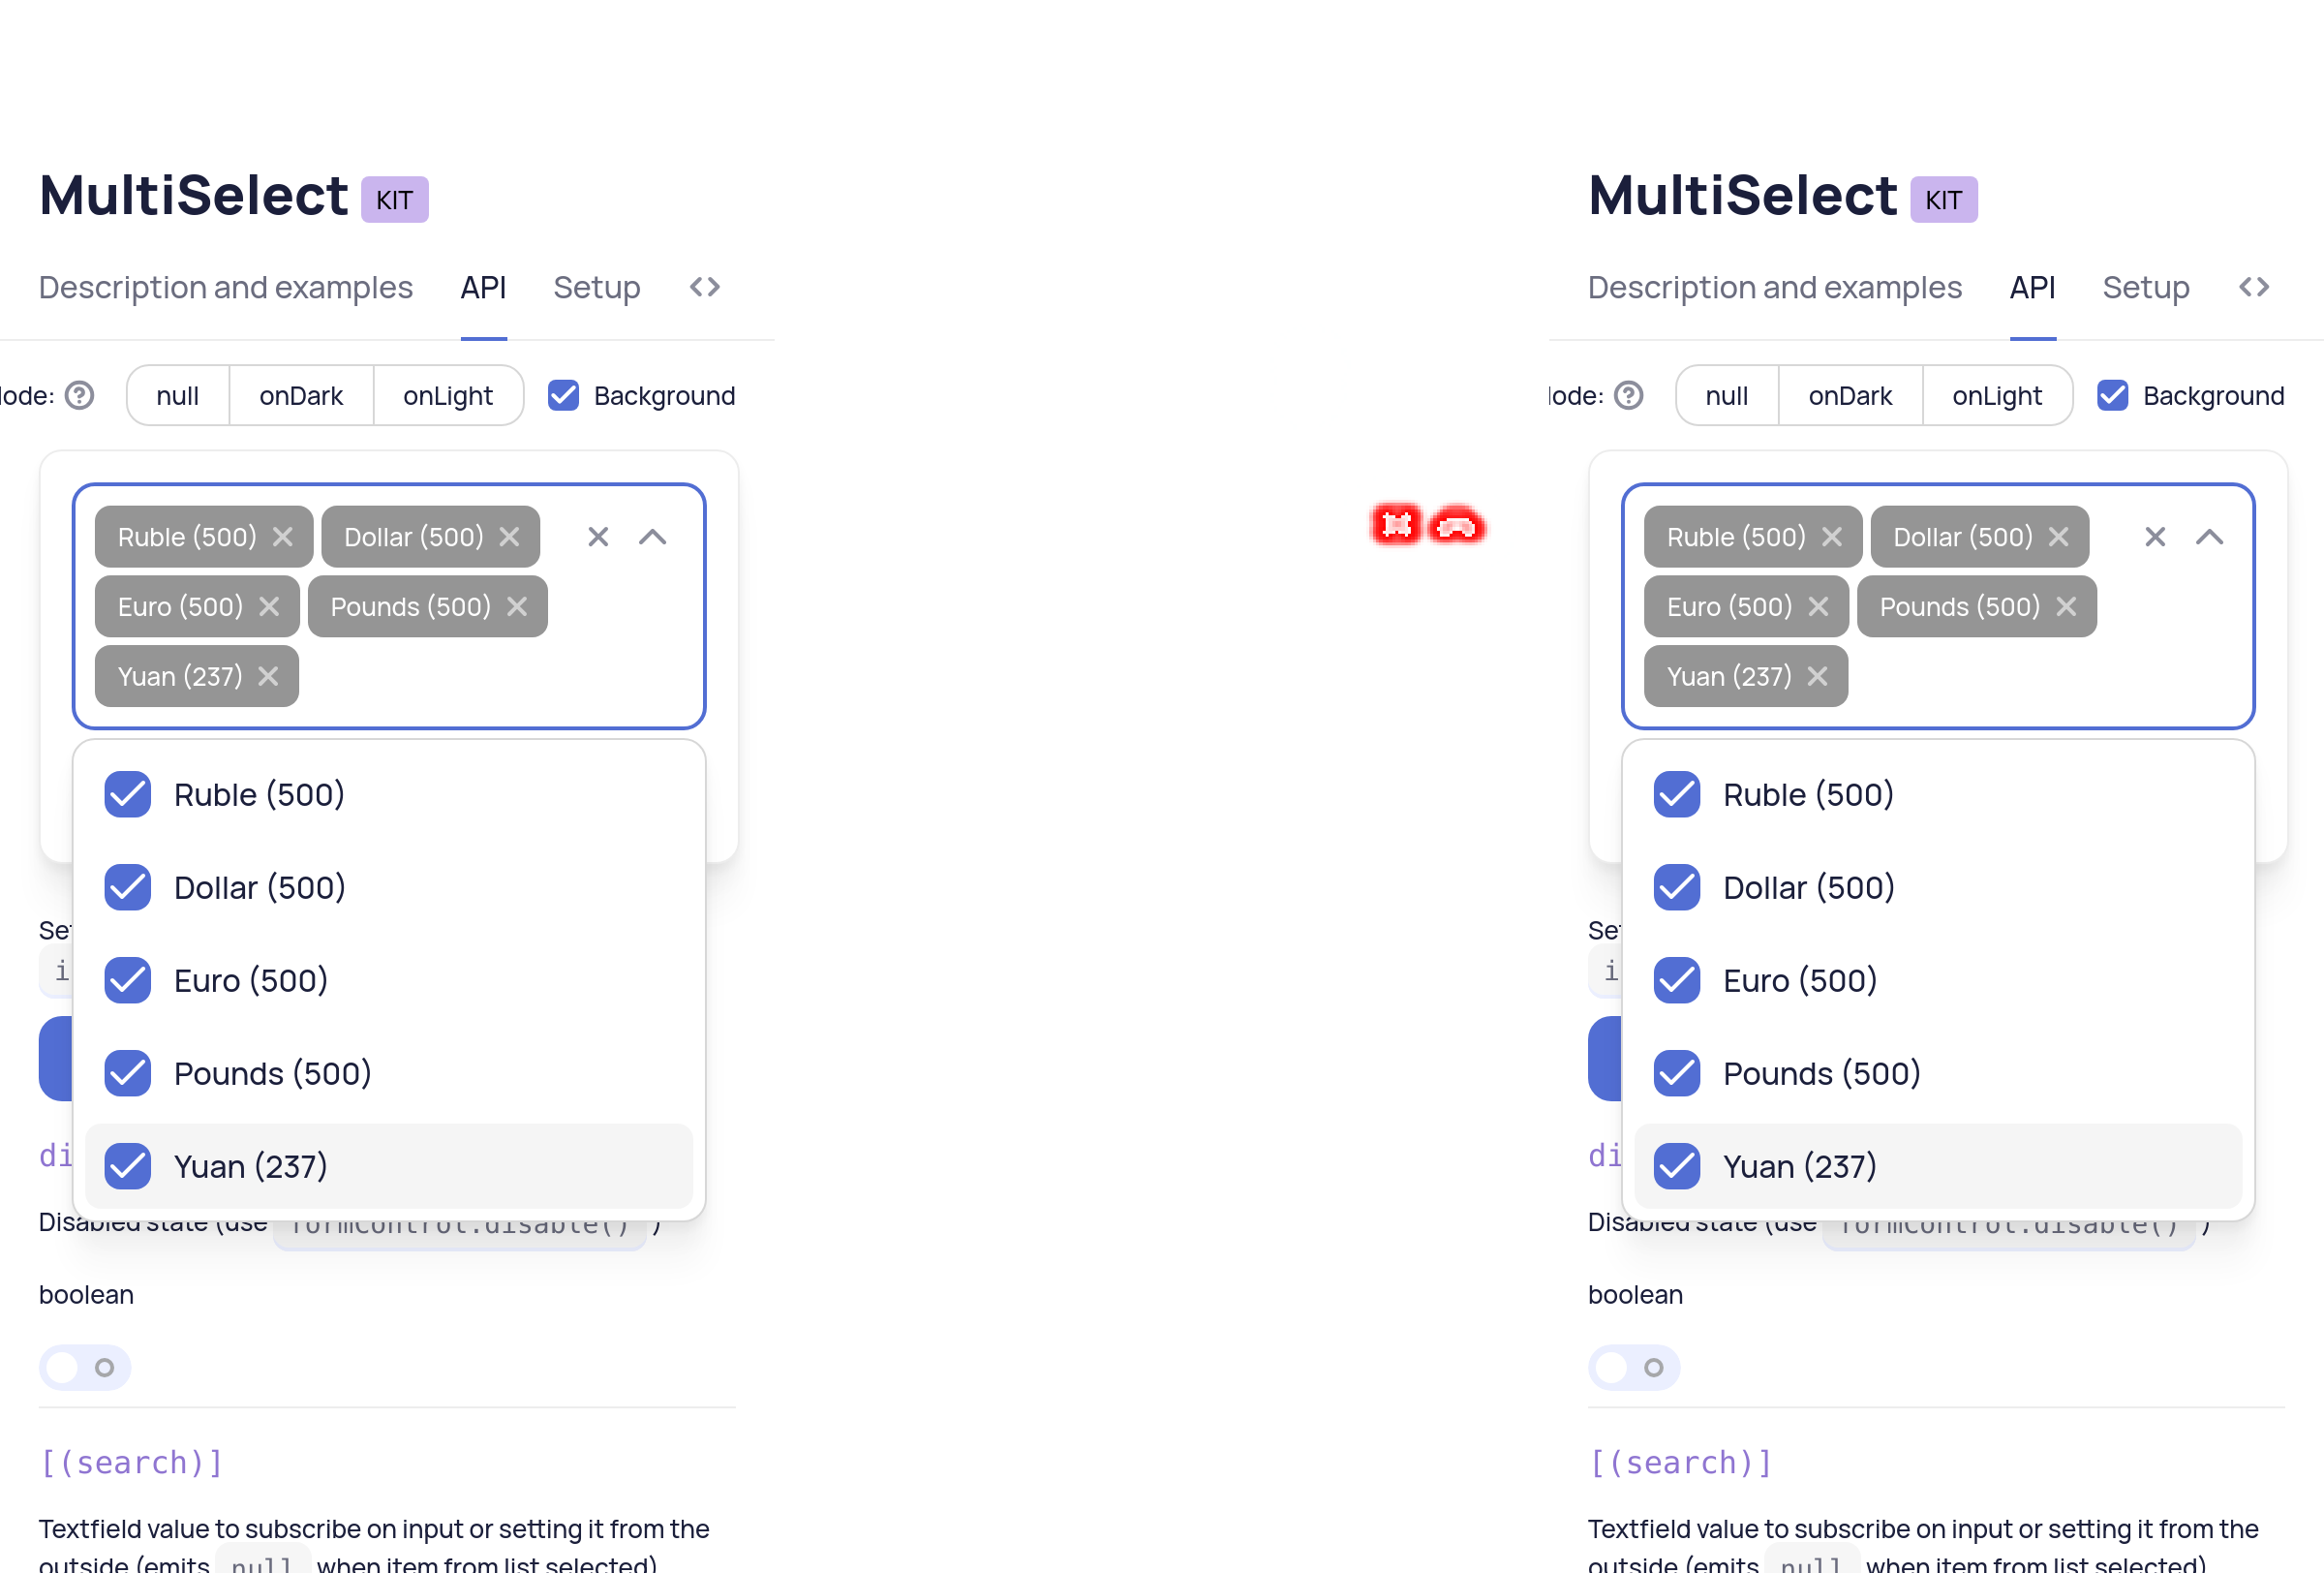 MultiSelect KIT
Description and examples API Setup
ode: null onDark onLight Background
Ruble (500) Dollar (500)
Euro (500) Pounds (500)
Yuan (237)
Ruble (500)
Dollar (500)
Euro (500)
Pounds (500)
Yuan (237)
Se
i
di
Disabled state (use formControl.disable() )
boolean
[(search)]
Textfield value to subscribe on input or setting it from the
outside (emits null when item from list selected)
MultiSelect KIT
Description and examples API Setup
ode: null onDark onLight Background
Ruble (500) Dollar (500)
Euro (500) Pounds (500)
Yuan (237)
Ruble (500)
Dollar (500)
Euro (500)
Pounds (500)
Yuan (237)
Se
i
di
Disabled state (use formControl.disable() )
boolean
[(search)]
Textfield value to subscribe on input or setting it from the
outside (emits null when item from list selected)